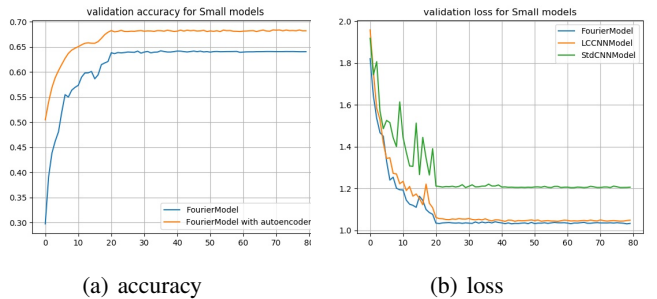 validation accuracy for Small models
0.70
0.65
0.60
0.55
0.50
0.45
0.40
0.35
0.30
FourierModel
FourierModel with autoencoder
0 10 20 30 40 50 60 70 80
(a) accuracy
validation loss for Small models
2.0
1.8
1.6
1.4
1.2
1.0
FourierModel
LCCNNModel
StdCNNModel
0 10 20 30 40 50 60 70 80
(b) loss